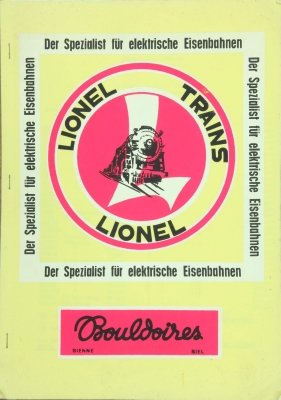 Der Spezialist für elektrische Eisenbahnen
Der Spezialist für elektrische Eisenbahnen
Der Spezialist für elektrische Eisenbahnen
LIONEL TRAINS
LIONEL
Der Spezialist für elektrische Eisenbahnen
Bouldoires
BIENNE BIEL